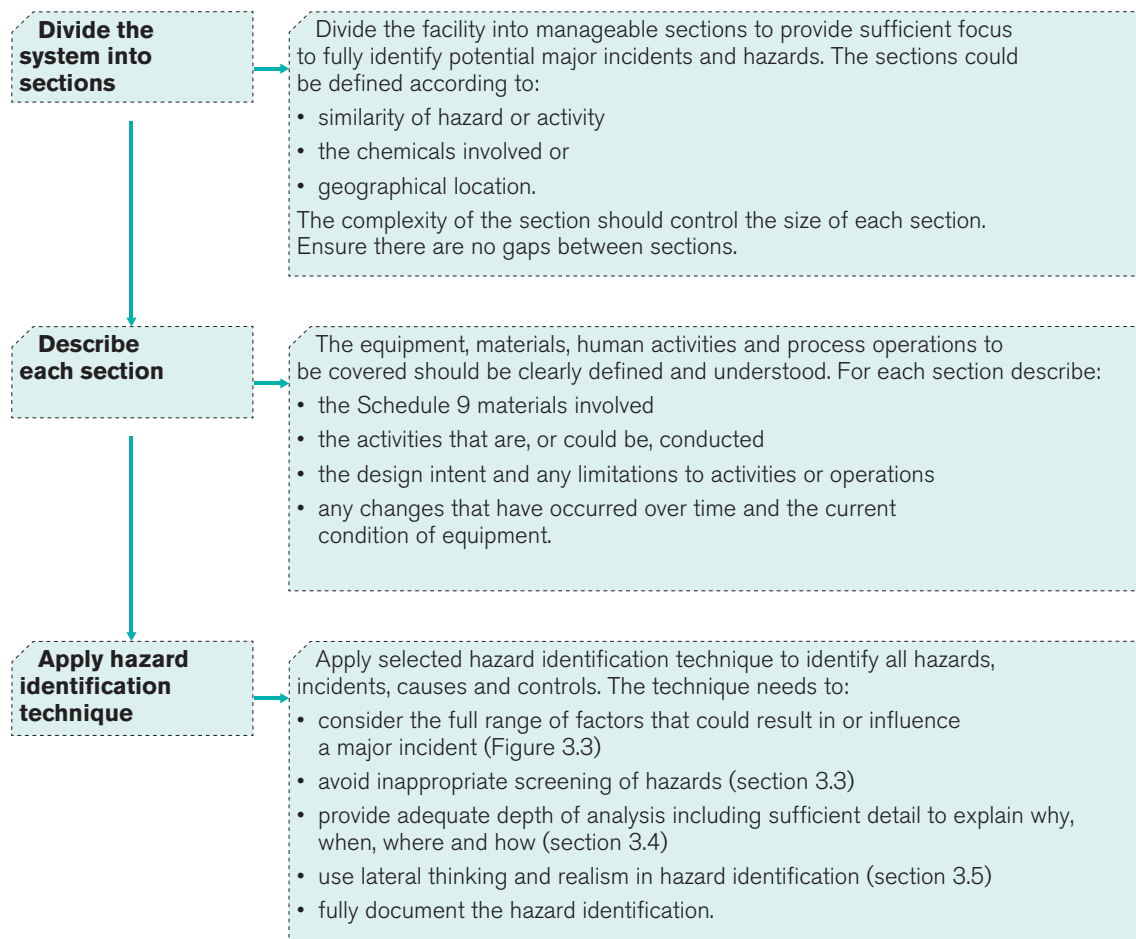 Divide the
system into
sections
Divide the facility into manageable sections to provide sufficient focus
to fully identify potential major incidents and hazards. The sections could
be defined according to:
• similarity of hazard or activity
• the chemicals involved or
• geographical location.
The complexity of the section should control the size of each section.
Ensure there are no gaps between sections.
Describe
each section
The equipment, materials, human activities and process operations to
be covered should be clearly defined and understood. For each section describe:
• the Schedule 9 materials involved
• the activities that are, or could be, conducted
• the design intent and any limitations to activities or operations
• any changes that have occurred over time and the current
condition of equipment.
Apply hazard
identification
technique
Apply selected hazard identification technique to identify all hazards,
incidents, causes and controls. The technique needs to:
• consider the full range of factors that could result in or influence
a major incident (Figure 3.3)
• avoid inappropriate screening of hazards (section 3.3)
• provide adequate depth of analysis including sufficient detail to explain why,
when, where and how (section 3.4)
• use lateral thinking and realism in hazard identification (section 3.5)
• fully document the hazard identification.